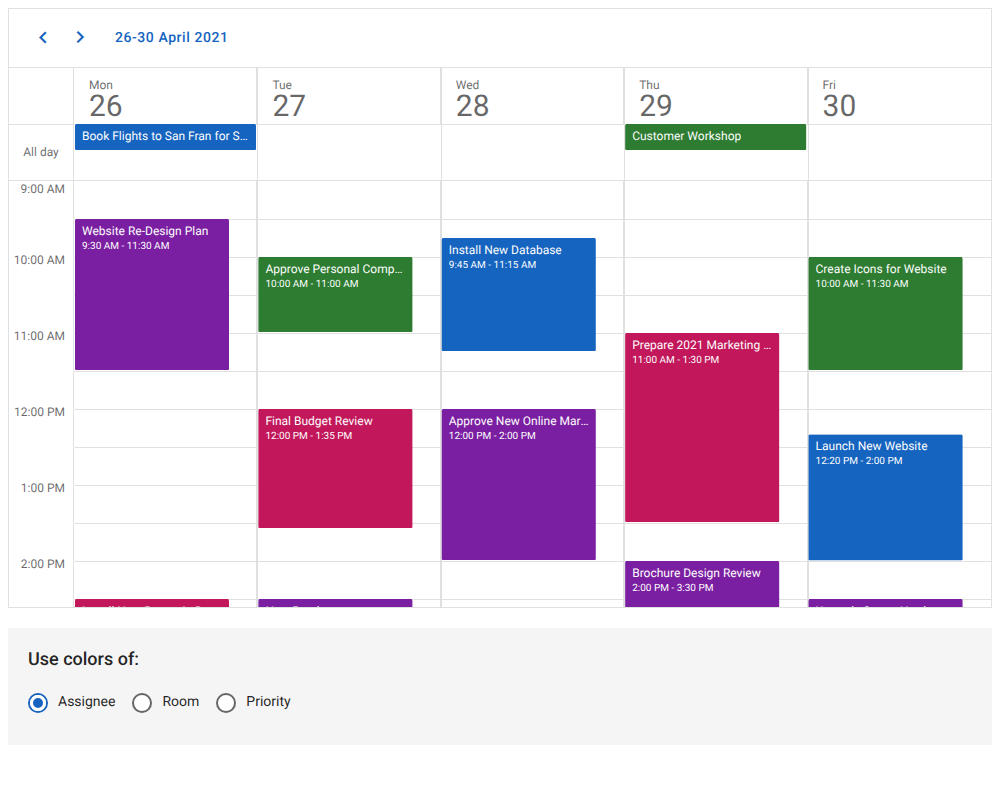 26-30 April 2021
Mon
26
Tue
27
Wed
28
Thu
29
Fri
30
All day
Book Flights to San Fran for S...
Customer Workshop
9:00 AM
10:00 AM
11:00 AM
12:00 PM
1:00 PM
2:00 PM
Website Re-Design Plan
9:30 AM - 11:30 AM
Approve Personal Comp...
10:00 AM - 11:00 AM
Final Budget Review
12:00 PM - 1:35 PM
Install New Database
9:45 AM - 11:15 AM
Approve New Online Mar...
12:00 PM - 2:00 PM
Prepare 2021 Marketing ...
11:00 AM - 1:30 PM
Brochure Design Review
2:00 PM - 3:30 PM
Create Icons for Website
10:00 AM - 11:30 AM
Launch New Website
12:20 PM - 2:00 PM
Use colors of:
Assignee
Room
Priority